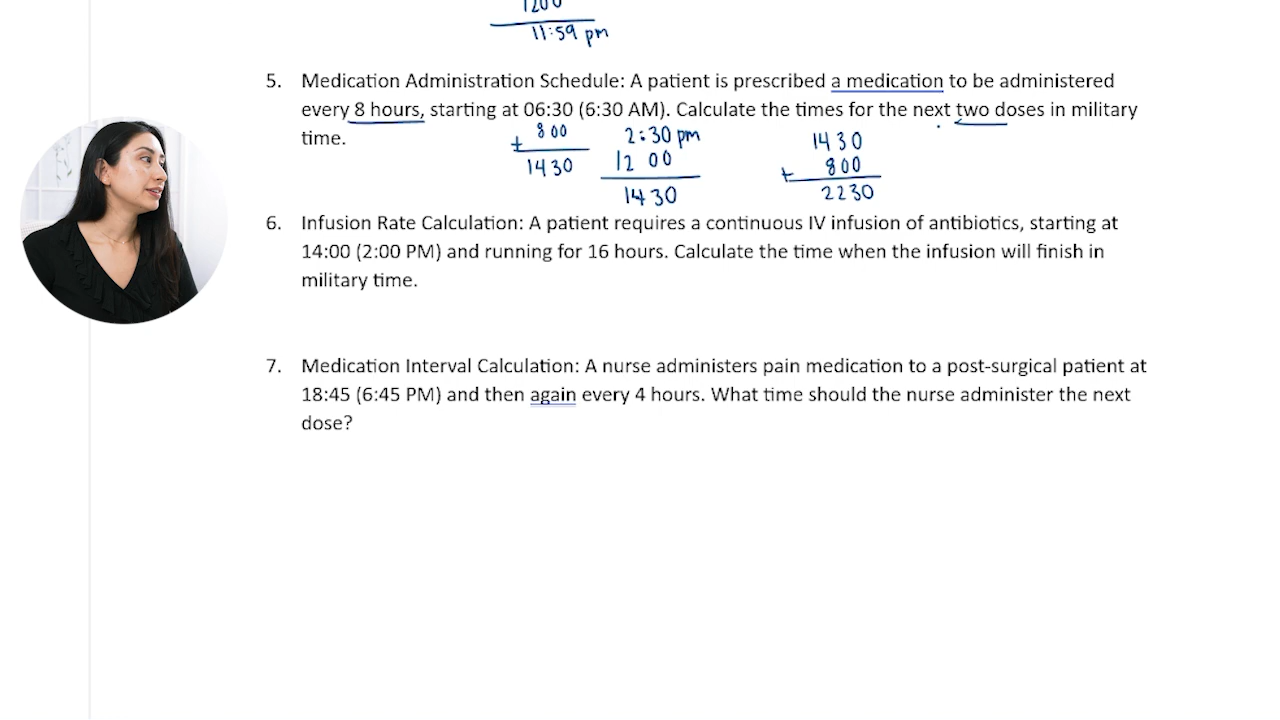 1200
11:59 pm
5. Medication Administration Schedule: A patient is prescribed a medication to be administered
every 8 hours, starting at 06:30 (6:30 AM). Calculate the times for the next two doses in military
time.
+ 800
1430
2:30 pm
12 00
1430
1430
+ 800
2230
6. Infusion Rate Calculation: A patient requires a continuous IV infusion of antibiotics, starting at
14:00 (2:00 PM) and running for 16 hours. Calculate the time when the infusion will finish in
military time.
7. Medication Interval Calculation: A nurse administers pain medication to a post-surgical patient at
18:45 (6:45 PM) and then again every 4 hours. What time should the nurse administer the next
dose?